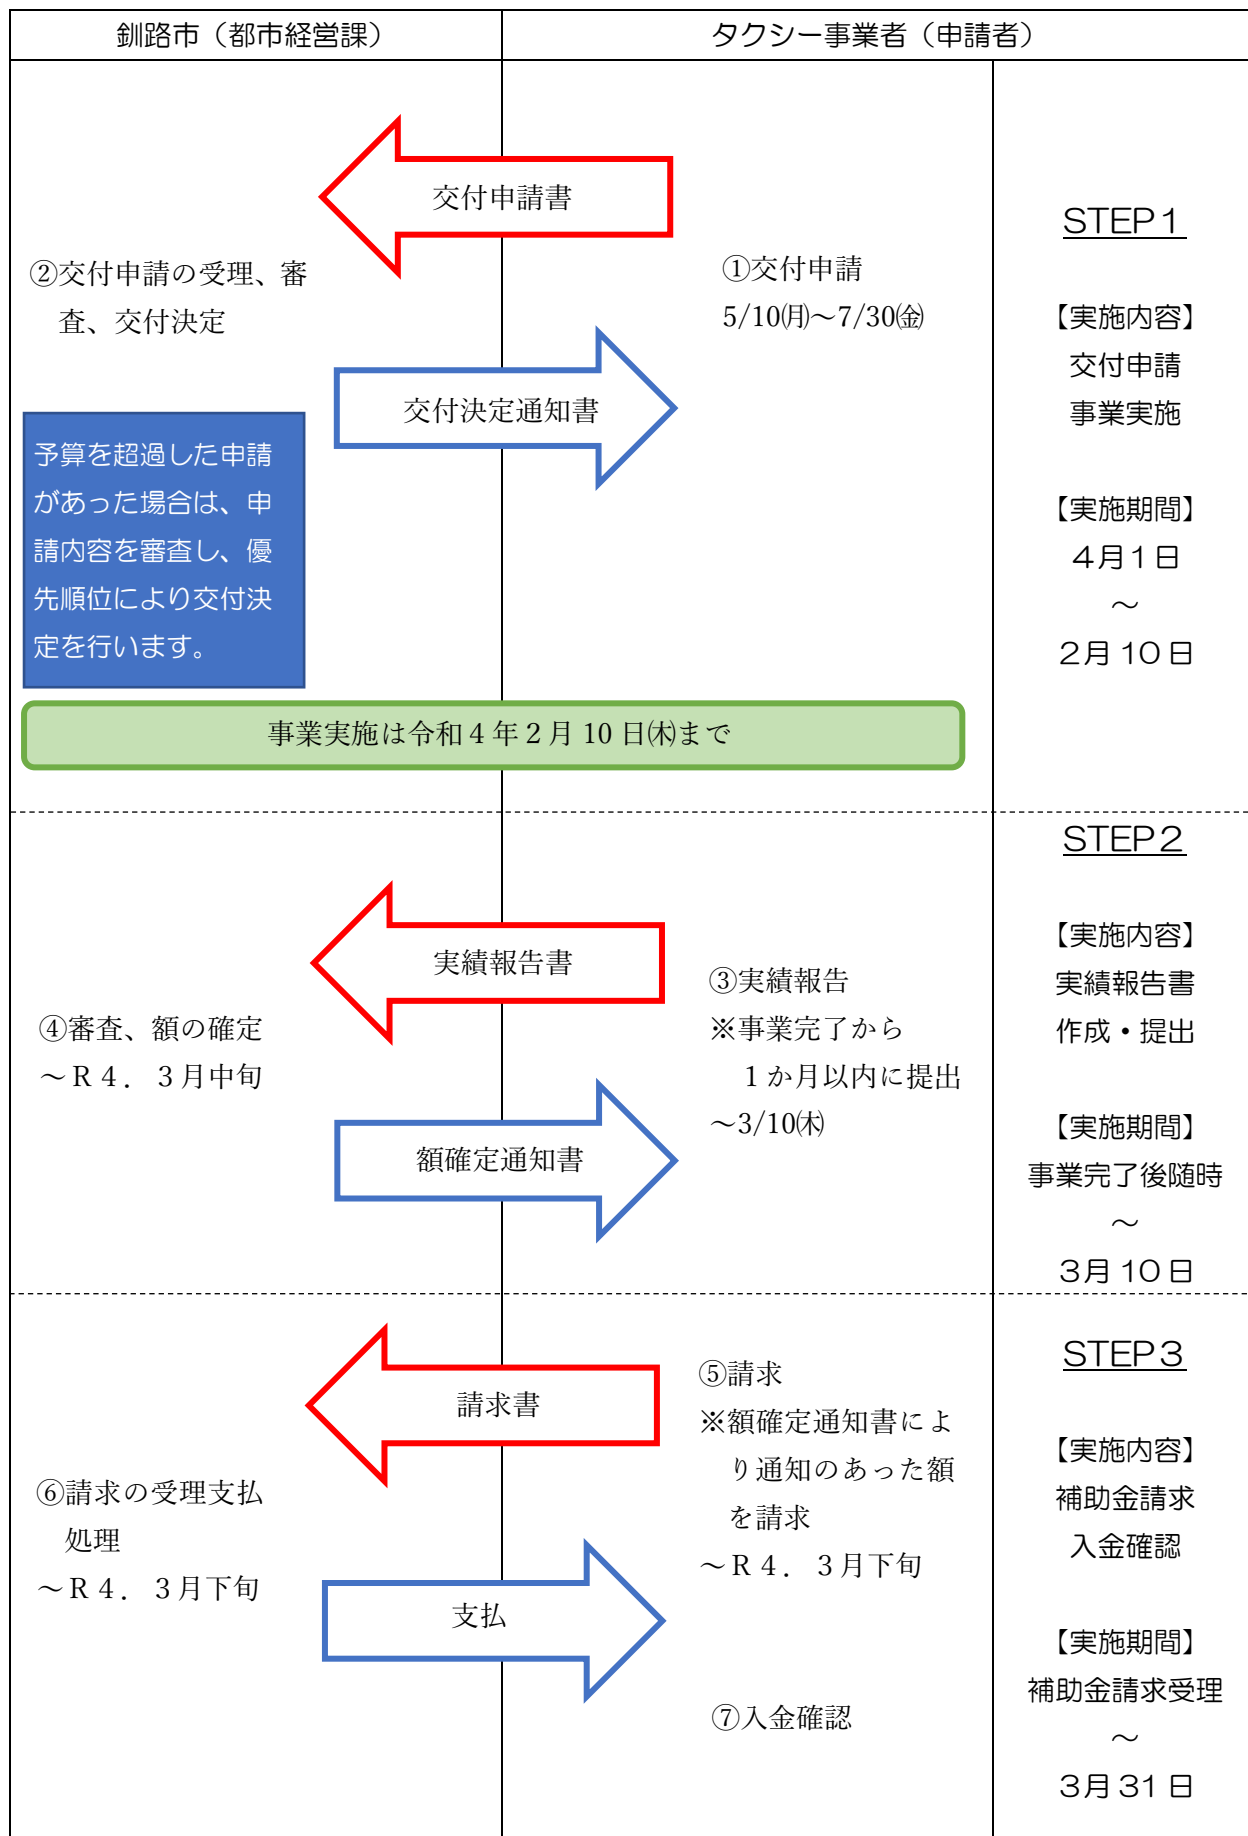 釧路市（都市経営課）
タクシー事業者（申請者）
交付申請書
①交付申請
5/10㈪～7/30㈮
②交付申請の受理、審
査、交付決定
交付決定通知書
予算を超過した申請
があった場合は、申
請内容を審査し、優
先順位により交付決
定を行います。
事業実施は令和４年２月 10 日㈭まで
STEP１
【実施内容】
交付申請
事業実施
【実施期間】
４月１日
～
２月 10 日
実績報告書
③実績報告
※事業完了から
１か月以内に提出
～3/10㈭
④審査、額の確定
～Ｒ４．３月中旬
額確定通知書
STEP２
【実施内容】
実績報告書
作成・提出
【実施期間】
事業完了後随時
～
３月 10 日
請求書
⑤請求
※額確定通知書によ
り通知のあった額
を請求
～Ｒ４．３月下旬
⑥請求の受理支払
処理
～Ｒ４．３月下旬
支払
⑦入金確認
STEP３
【実施内容】
補助金請求
入金確認
【実施期間】
補助金請求受理
～
３月 31 日